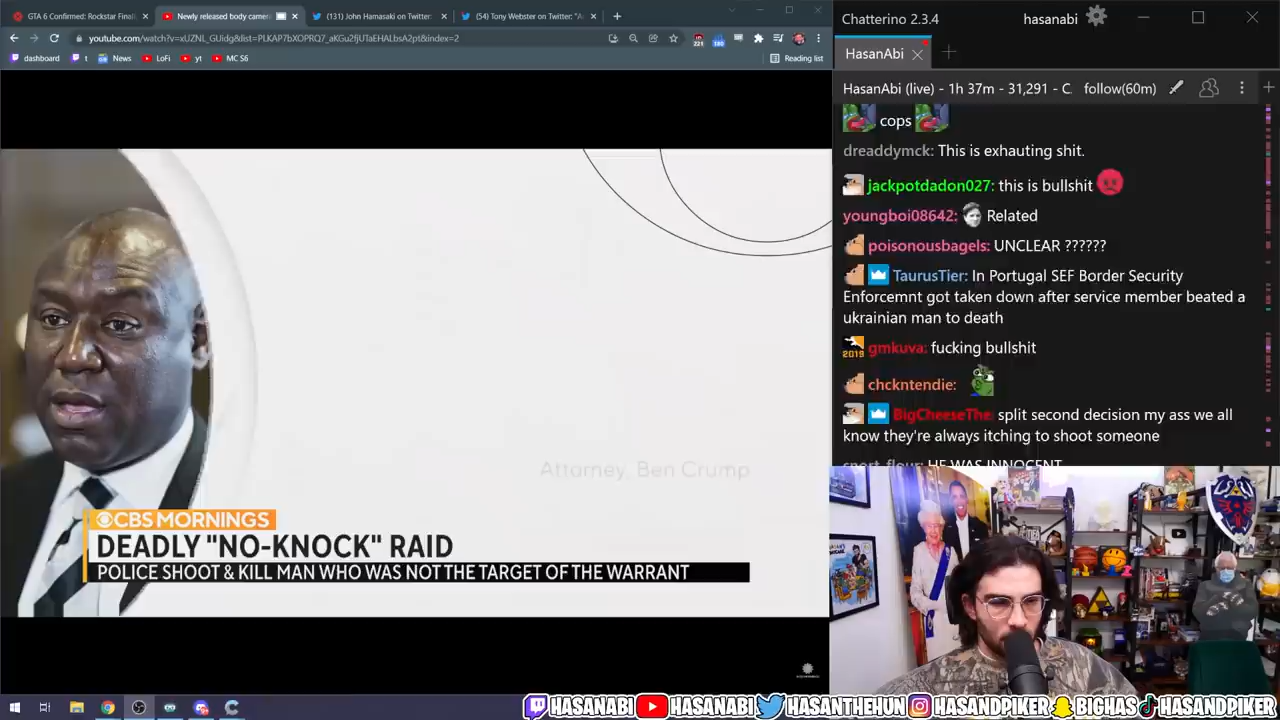 GTA 6 Confirmed: Rockstar Finall
Newly released body camer
(131) John Hamasaki on Twitter:
(54) Tony Webster on Twitter: "A
youtube.com/watch?v=xUZNL_GUidg&list=PLKAP7bXOPRQ7_aKGu2fjUTaEHALbsA2pt&index=2
dashboard
t
News
LoFi
yt
MC S6
Reading list
Attorney, Ben Crump
CBS MORNINGS
DEADLY "NO-KNOCK" RAID
POLICE SHOOT & KILL MAN WHO WAS NOT THE TARGET OF THE WARRANT
Chatterino 2.3.4
hasanabi
HasanAbi
HasanAbi (live) - 1h 37m - 31,291 - C.
follow(60m)
cops
dreaddymck: This is exhauting shit.
jackpotdadon027: this is bullshit
youngboi08642: Related
poisonousbagels: UNCLEAR ??????
TaurusTier: In Portugal SEF Border Security
Enforcemnt got taken down after service member beated a
ukrainian man to death
2019 gmkuva: fucking bullshit
chckntendie:
BigCheeseThe: split second decision my ass we all
know they're always itching to shoot someone
HE WAS INNOCENT
HASANABI
HASANABI
HASANTHEHUN
HASANDPIKER
BIGHAS
HASANDPIKER